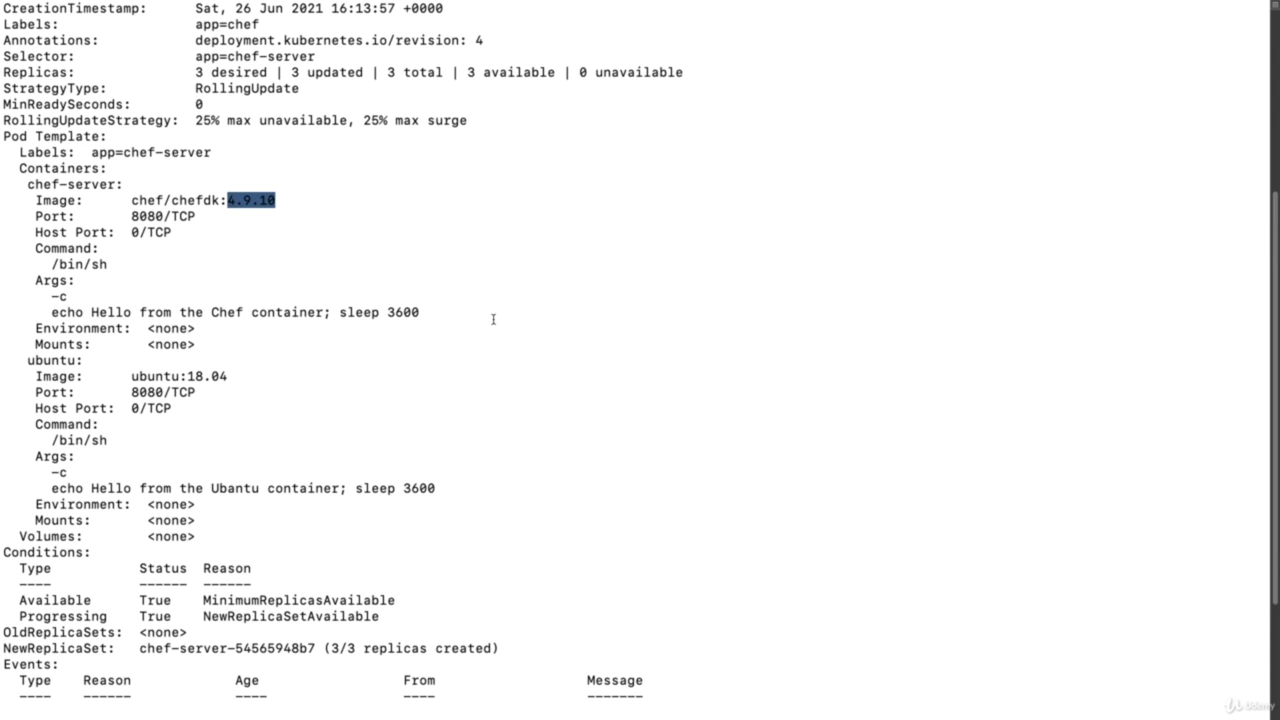 CreationTimestamp: Sat, 26 Jun 2021 16:13:57 +0000
Labels: app=chef
Annotations: deployment.kubernetes.io/revision: 4
Selector: app=chef-server
Replicas: 3 desired | 3 updated | 3 total | 3 available | 0 unavailable
StrategyType: RollingUpdate
MinReadySeconds: 0
RollingUpdateStrategy: 25% max unavailable, 25% max surge
Pod Template:
Labels: app=chef-server
Containers:
chef-server:
Image: chef/chefdk:4.9.10
Port: 8080/TCP
Host Port: 0/TCP
Command:
/bin/sh
Args:
-c
echo Hello from the Chef container; sleep 3600
Environment: <none>
Mounts: <none>
ubuntu:
Image: ubuntu:18.04
Port: 8080/TCP
Host Port: 0/TCP
Command:
/bin/sh
Args:
-c
echo Hello from the Ubantu container; sleep 3600
Environment: <none>
Mounts: <none>
Volumes: <none>
Conditions:
Type Status Reason
---- ------ ------
Available True MinimumReplicasAvailable
Progressing True NewReplicaSetAvailable
OldReplicaSets: <none>
NewReplicaSet: chef-server-54565948b7 (3/3 replicas created)
Events:
Type Reason Age From Message
---- ------ ---- ---- -------
Udemy